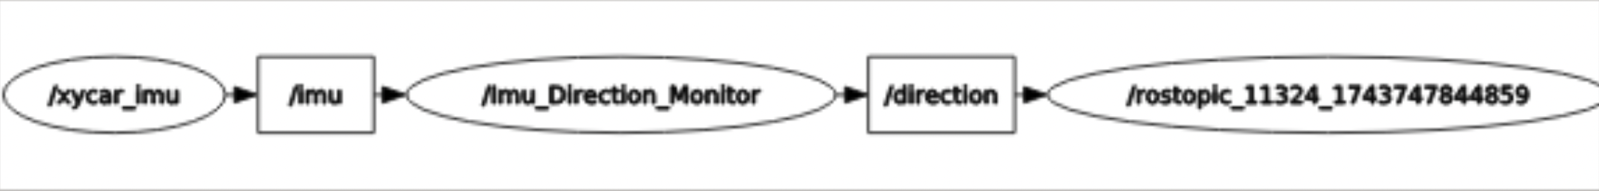 /xycar_imu
/imu
/Imu_Direction_Monitor
/direction
/rostopic_11324_1743747844859